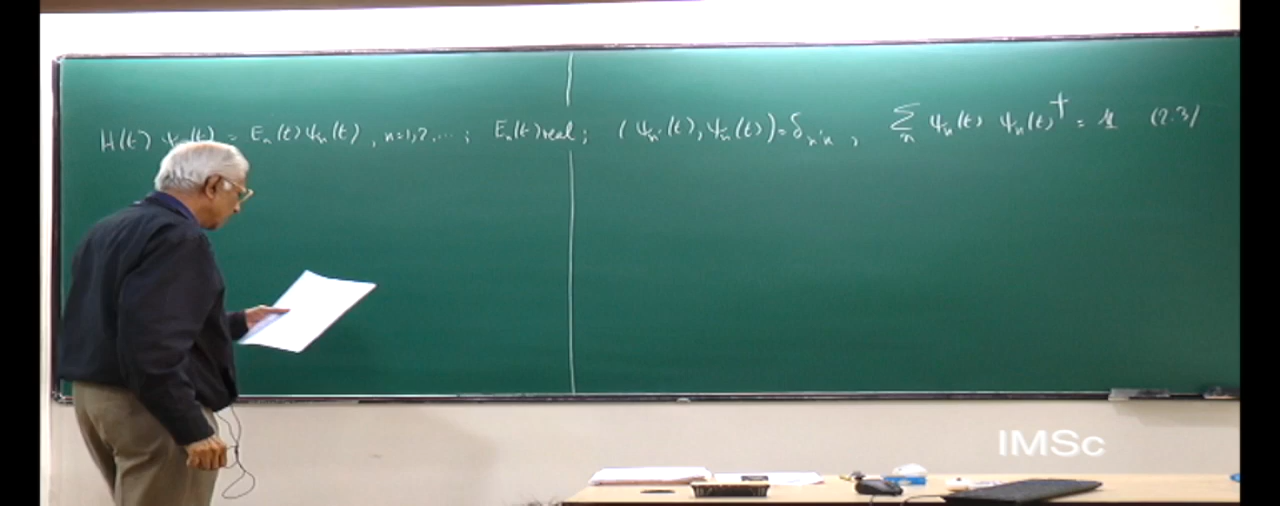 H(t) ψₙ(t) = Eₙ(t) ψₙ(t) , n=1,2,... ; Eₙ(t) real ; (ψₙ'(t), ψₙ(t)) = δₙ'ₙ , Σₙ ψₙ(t) ψₙ(t)† = 𝟙 (2.3)
IMSc